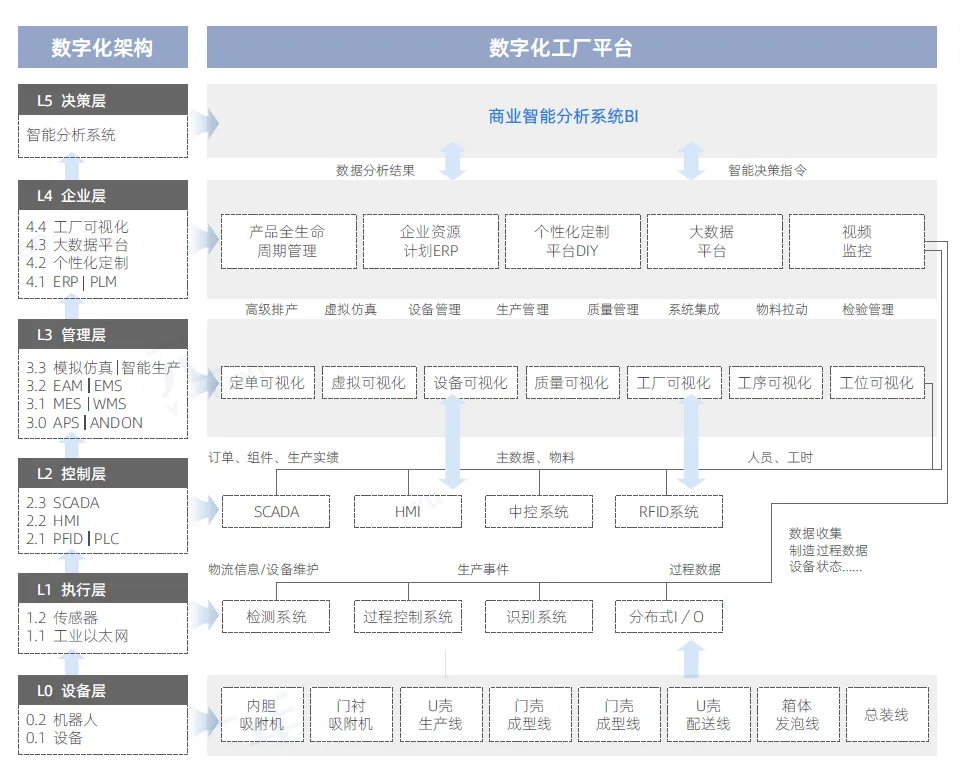 数字化架构
数字化工厂平台
L5 决策层
智能分析系统
商业智能分析系统BI
数据分析结果
智能决策指令
L4 企业层
4.4 工厂可视化
4.3 大数据平台
4.2 个性化定制
4.1 ERP | PLM
产品全生命
周期管理
企业资源
计划ERP
个性化定制
平台DIY
大数据
平台
视频
监控
高级排产
虚拟仿真
设备管理
生产管理
质量管理
系统集成
物料拉动
检验管理
L3 管理层
3.3 模拟仿真|智能生产
3.2 EAM | EMS
3.1 MES | WMS
3.0 APS | ANDON
定单可视化
虚拟可视化
设备可视化
质量可视化
工厂可视化
工序可视化
工位可视化
订单、组件、生产实绩
主数据、物料
人员、工时
L2 控制层
2.3 SCADA
2.2 HMI
2.1 PFID | PLC
SCADA
HMI
中控系统
RFID系统
数据收集
制造过程数据
设备状态......
物流信息/设备维护
生产事件
过程数据
L1 执行层
1.2 传感器
1.1 工业以太网
检测系统
过程控制系统
识别系统
分布式I/O
L0 设备层
0.2 机器人
0.1 设备
内胆
吸附机
门衬
吸附机
U壳
生产线
门壳
成型线
门壳
成型线
U壳
配送线
箱体
发泡线
总装线